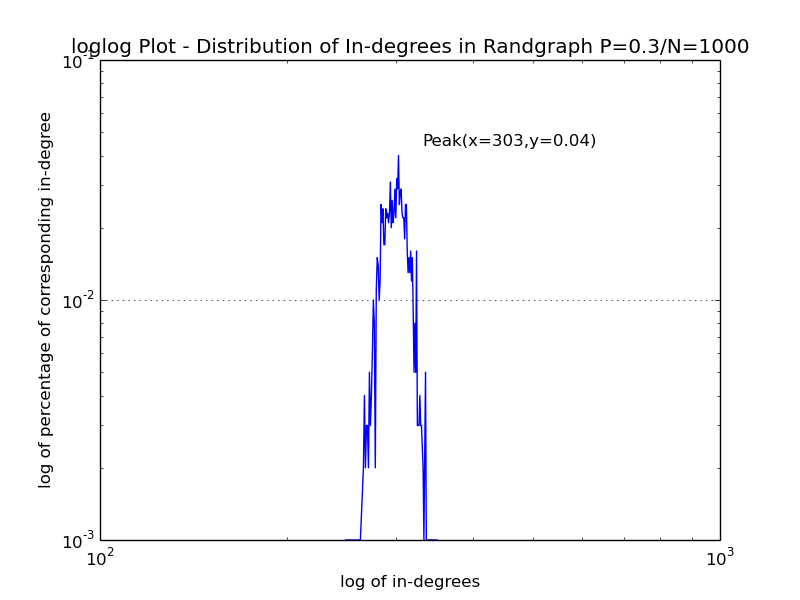 loglog Plot - Distribution of In-degrees in Randgraph P=0.3/N=1000
10⁻¹
Peak(x=303,y=0.04)
log of percentage of corresponding in-degree
10⁻²
10⁻³
10²
10³
log of in-degrees